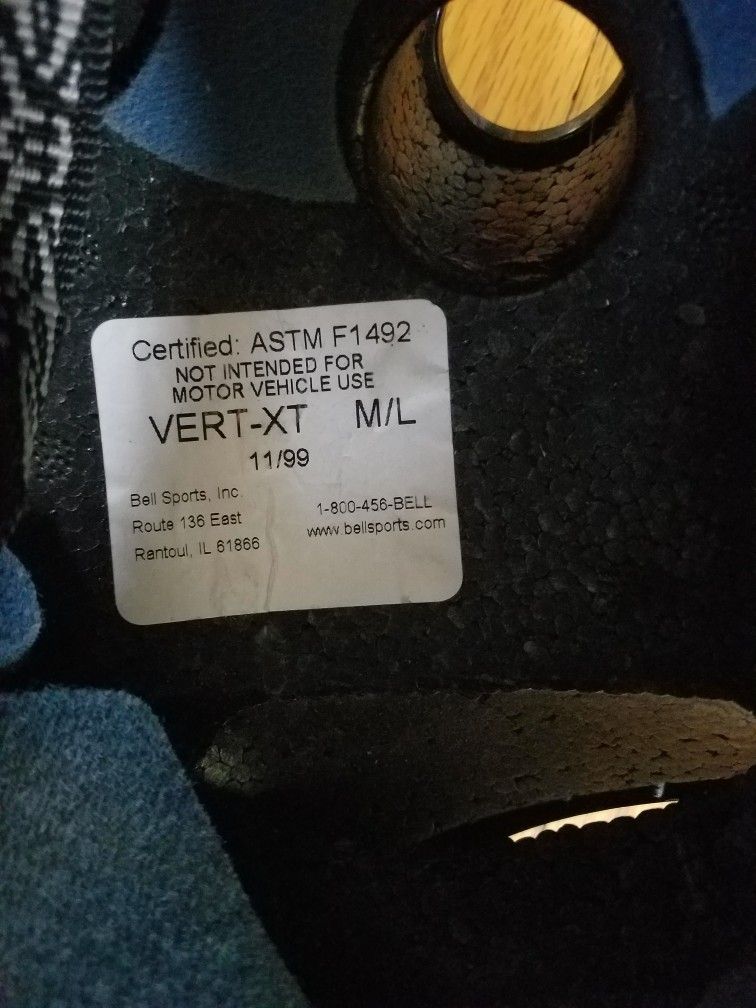 Certified: ASTM F1492
NOT INTENDED FOR
MOTOR VEHICLE USE
VERT-XT M/L
11/99
Bell Sports, Inc.
Route 136 East
Rantoul, IL 61866
1-800-456-BELL
www.bellsports.com